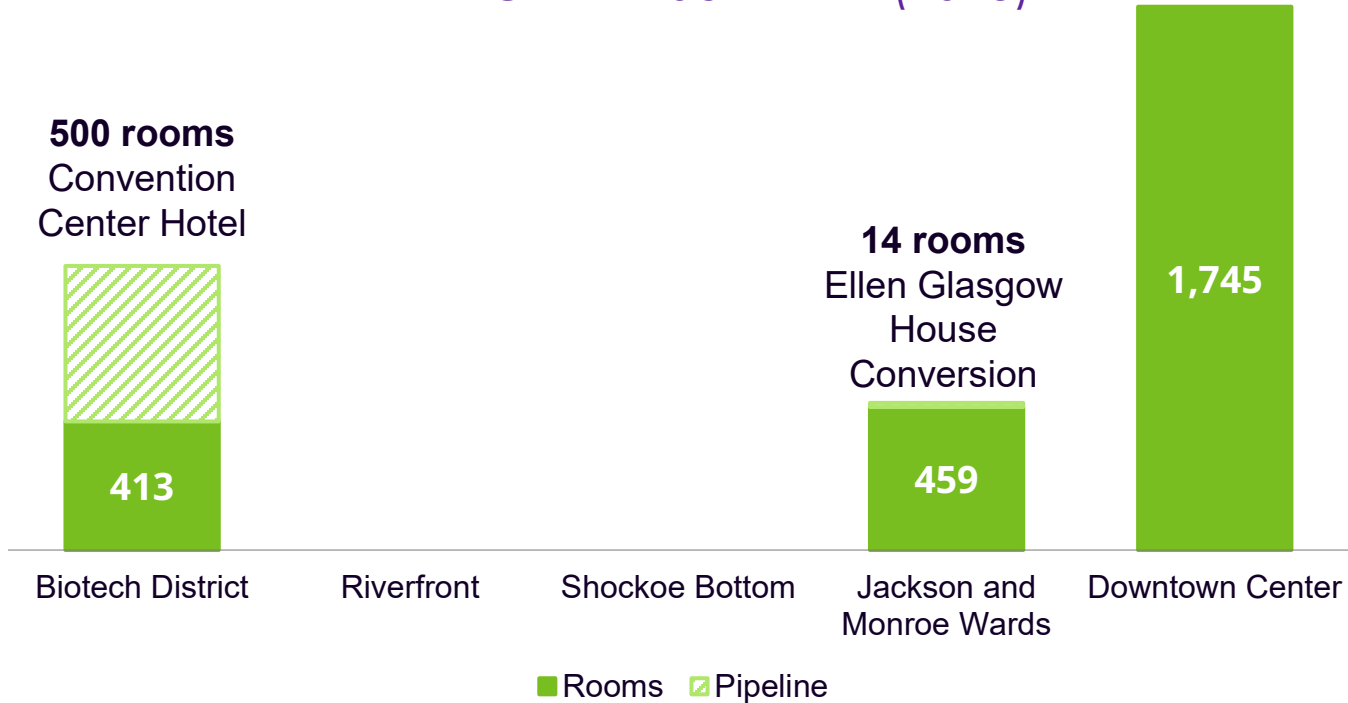 500 rooms
Convention
Center Hotel
14 rooms
Ellen Glasgow
House
Conversion
1,745
413
459
Biotech District
Riverfront
Shockoe Bottom
Jackson and
Monroe Wards
Downtown Center
Rooms
Pipeline